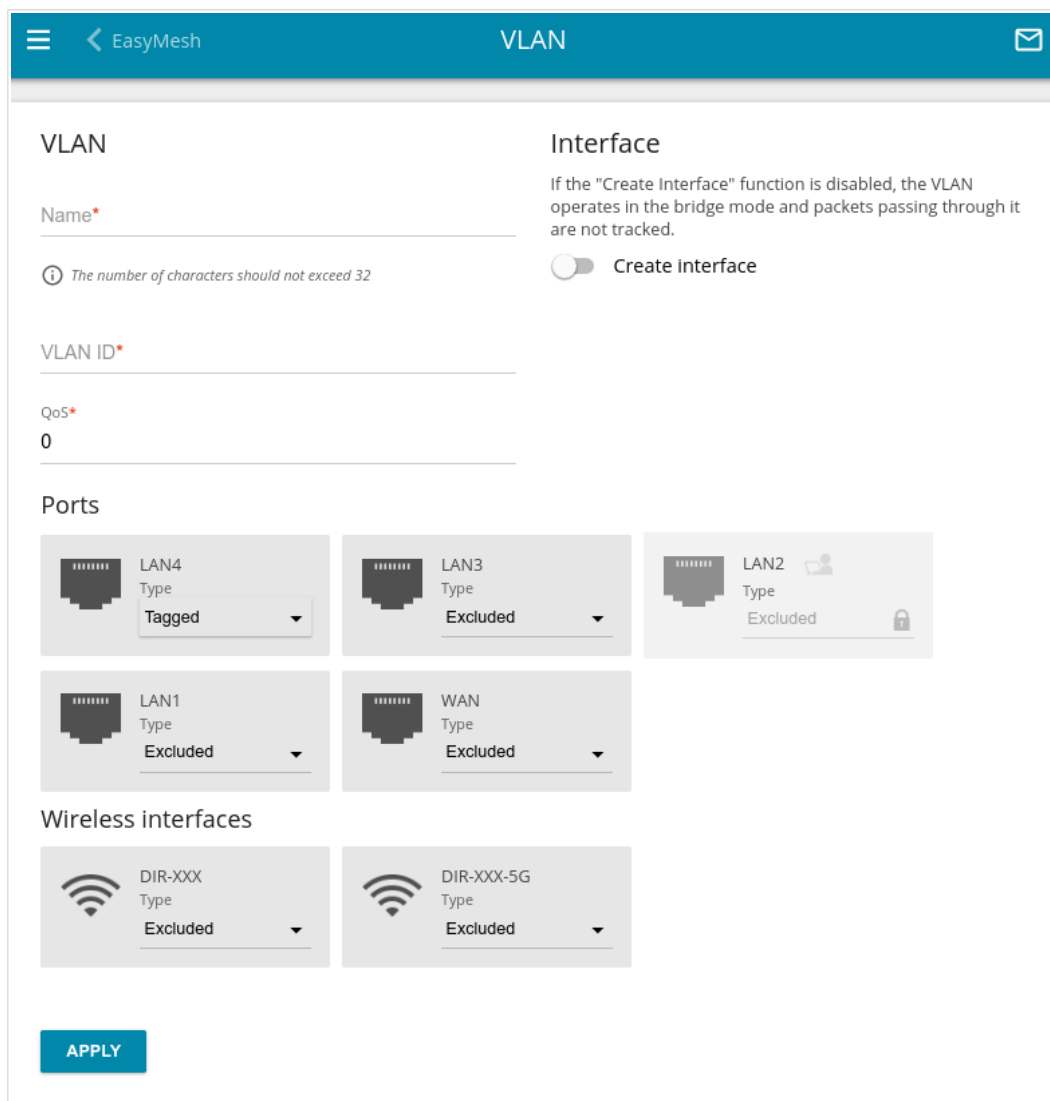 EasyMesh
VLAN
VLAN
Name*
The number of characters should not exceed 32
VLAN ID*
QoS*
0
Interface
If the "Create Interface" function is disabled, the VLAN
operates in the bridge mode and packets passing through it
are not tracked.
Create interface
Ports
LAN4
Type
Tagged
LAN3
Type
Excluded
LAN2
Type
Excluded
LAN1
Type
Excluded
WAN
Type
Excluded
Wireless interfaces
DIR-XXX
Type
Excluded
DIR-XXX-5G
Type
Excluded
APPLY